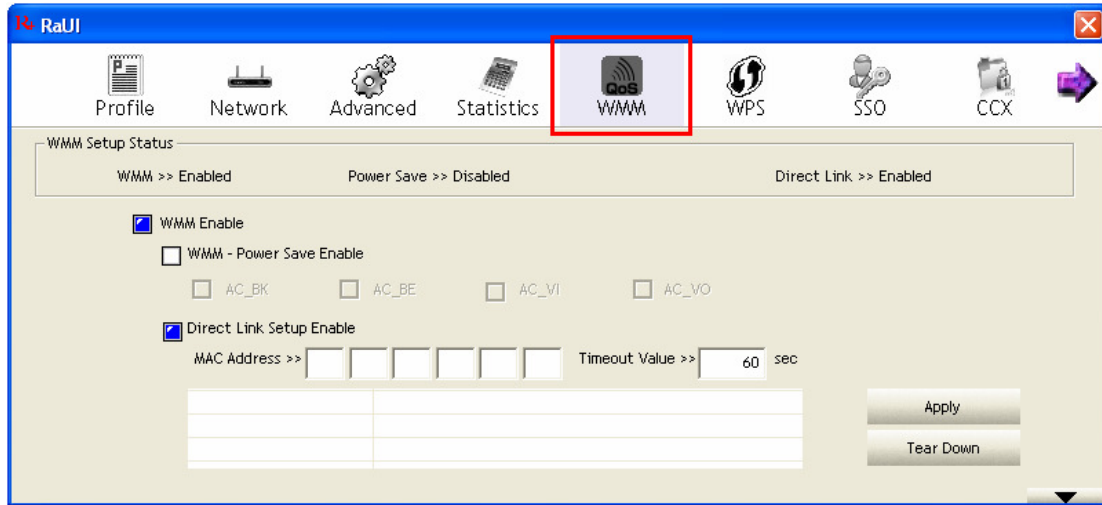 RaUI
Profile Network Advanced Statistics QoS WMM WPS SSO CCX
WMM Setup Status
WMM >> Enabled Power Save >> Disabled Direct Link >> Enabled
WMM Enable
WMM - Power Save Enable
AC_BK AC_BE AC_VI AC_VO
Direct Link Setup Enable
MAC Address >> Timeout Value >> 60 sec
Apply
Tear Down